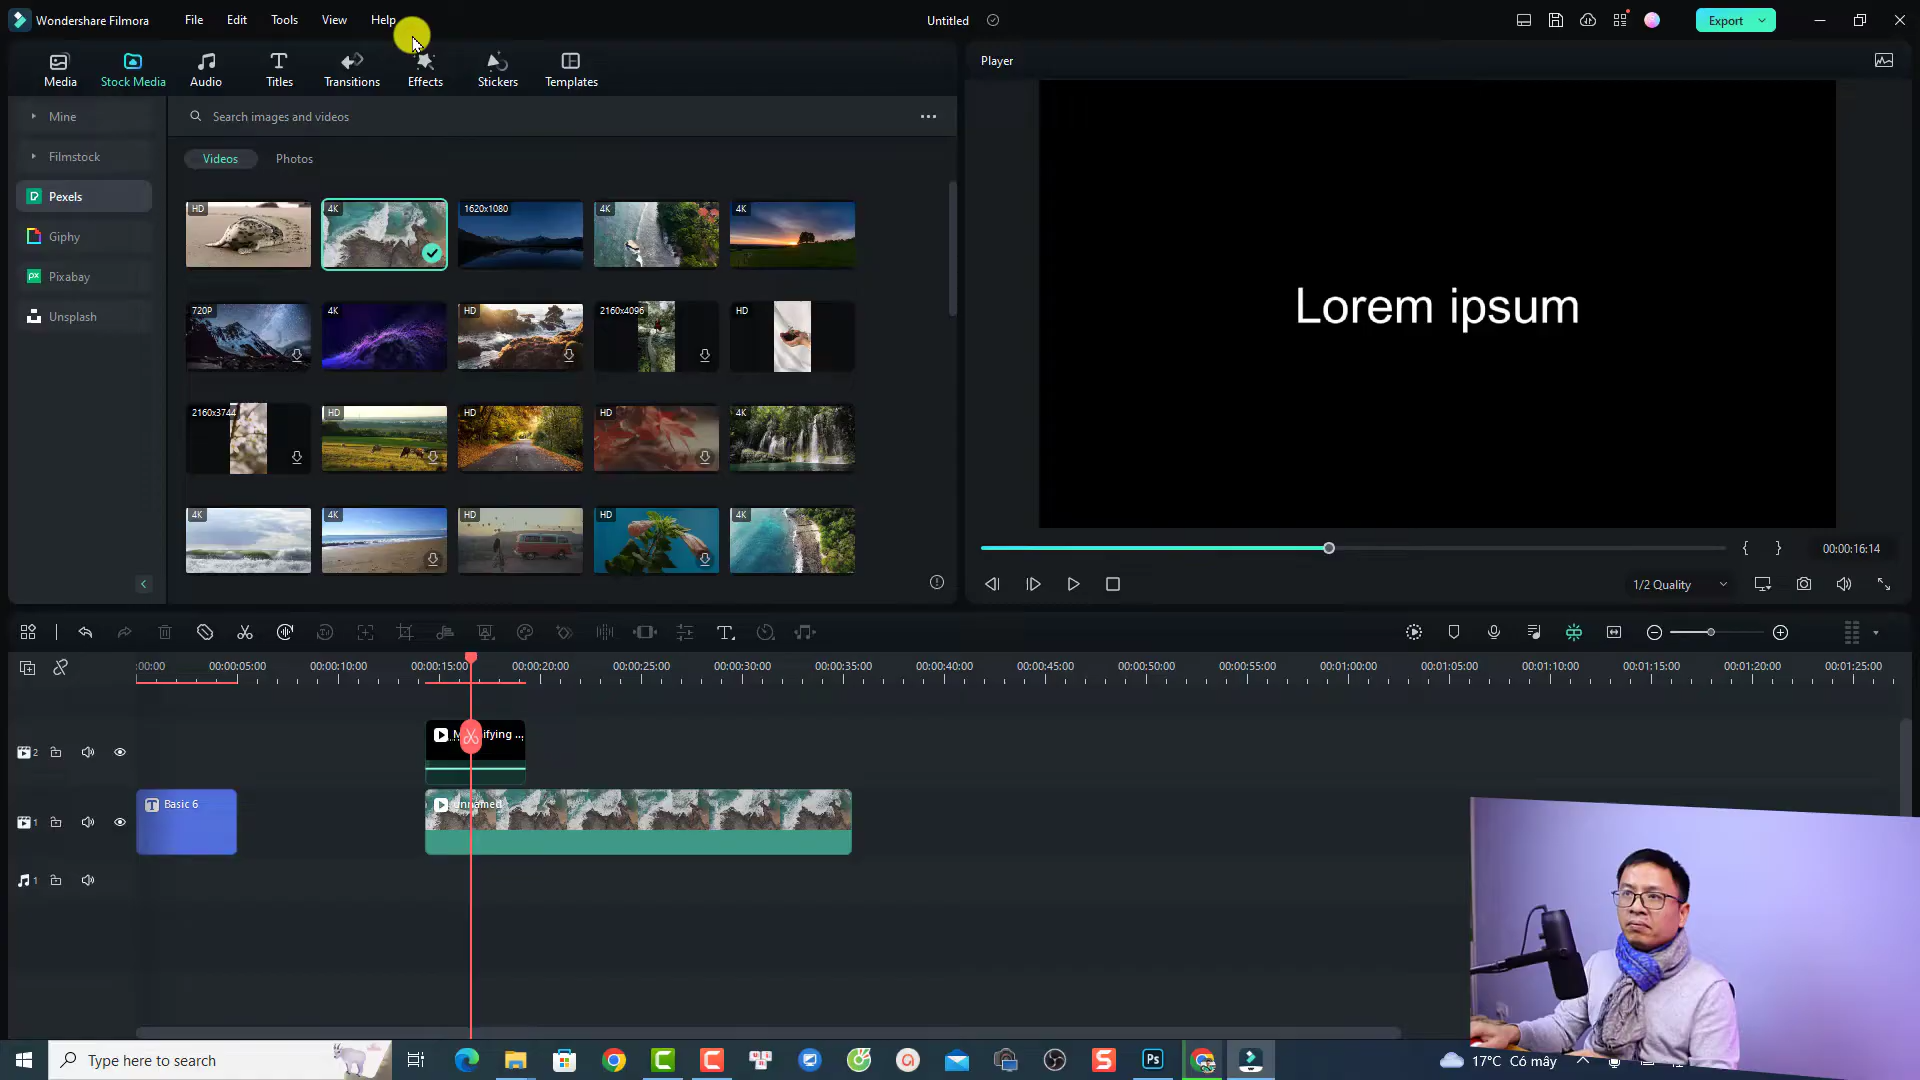 Wondershare Filmora
File
Edit
Tools
View
Help
Untitled
Export
Media
Stock Media
Audio
Titles
Transitions
Effects
Stickers
Templates
Player
Mine
Filmstock
Pexels
Giphy
Pixabay
Unsplash
Search images and videos
Videos
Photos
HD
4K
1620x1080
4K
4K
720P
4K
HD
2160x4096
HD
2160x3744
HD
HD
HD
4K
4K
4K
HD
HD
4K
Lorem ipsum
00:00:16:14
1/2 Quality
:00:00
00:00:05:00
00:00:10:00
00:00:15:00
00:00:20:00
00:00:25:00
00:00:30:00
00:00:35:00
00:00:40:00
00:00:45:00
00:00:50:00
00:00:55:00
00:01:00:00
00:01:05:00
00:01:10:00
00:01:15:00
00:01:20:00
00:01:25:00
2
1
1
Basic 6
unnamed
Type here to search
Ps
17°C Có mây